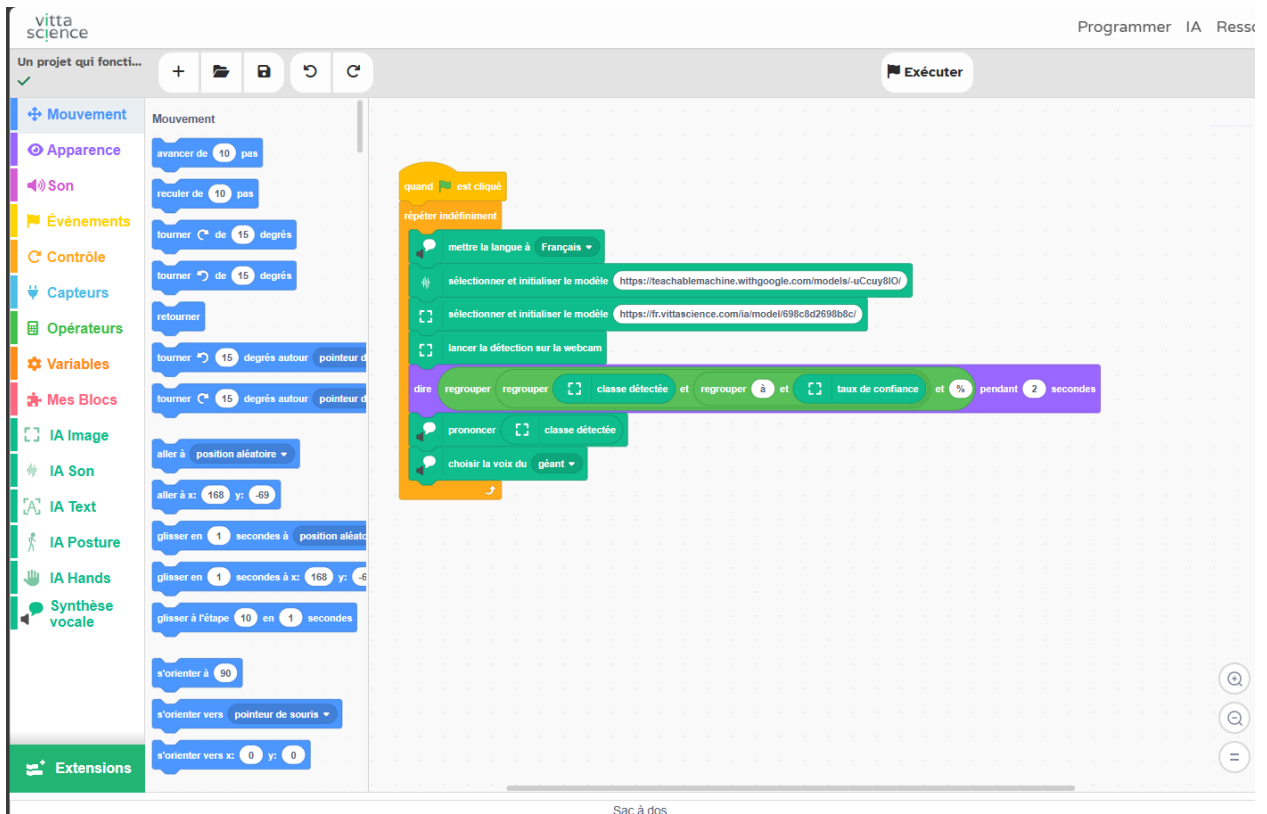 vitta
science
Programmer IA Resso
Un projet qui foncti...
Exécuter
Mouvement
Apparence
Son
Événements
Contrôle
Capteurs
Opérateurs
Variables
Mes Blocs
IA Image
IA Son
IA Text
IA Posture
IA Hands
Synthèse
vocale
Extensions
Mouvement
avancer de 10 pas
reculer de 10 pas
tourner de 15 degrés
tourner de 15 degrés
retourner
tourner 15 degrés autour pointeur d
tourner 15 degrés autour pointeur d
aller à position aléatoire
aller à x: 168 y: -69
glisser en 1 secondes à position aléato
glisser en 1 secondes à x: 168 y: -6
glisser à l'étape 10 en 1 secondes
s'orienter à 90
s'orienter vers pointeur de souris
s'orienter vers x: 0 y: 0
quand est cliqué
répéter indéfiniment
mettre la langue à Français
sélectionner et initialiser le modèle https://teachablemachine.withgoogle.com/models/-uCcuy8IO/
sélectionner et initialiser le modèle https://fr.vittascience.com/ia/model/698c8d2698b8c/
lancer la détection sur la webcam
dire regrouper regrouper classe détectée et regrouper à et taux de confiance et % pendant 2 secondes
prononcer classe détectée
choisir la voix du géant
Sac à dos